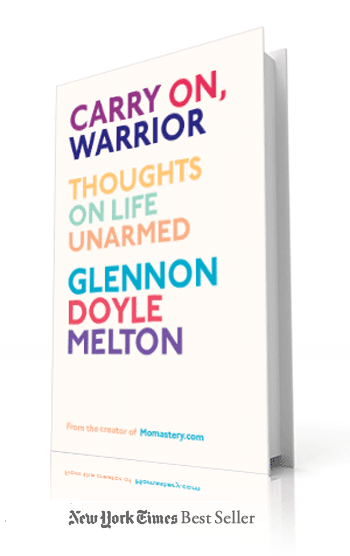 CARRY ON,
WARRIOR
THOUGHTS
ON LIFE
UNARMED
GLENNON
DOYLE
MELTON
From the creator of Momastery.com
New York Times Best Seller